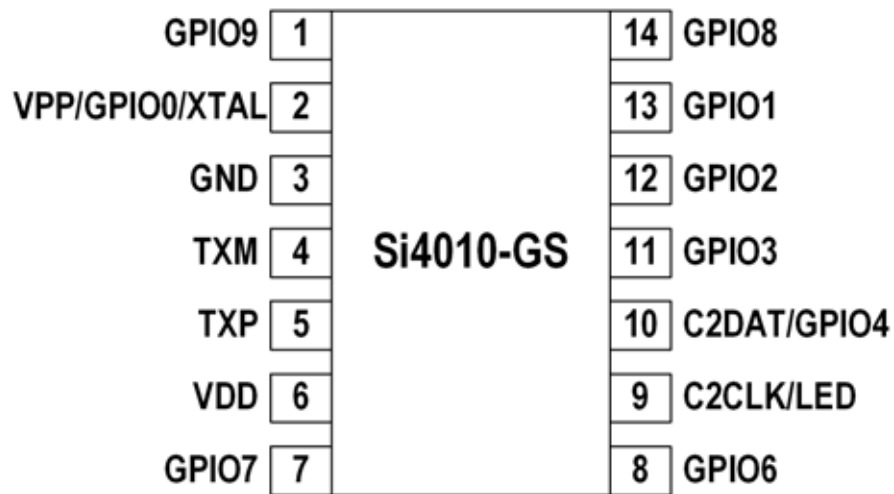 GPIO9 1 14 GPIO8
VPP/GPIO0/XTAL 2 13 GPIO1
GND 3 12 GPIO2
TXM 4 Si4010-GS 11 GPIO3
TXP 5 10 C2DAT/GPIO4
VDD 6 9 C2CLK/LED
GPIO7 7 8 GPIO6